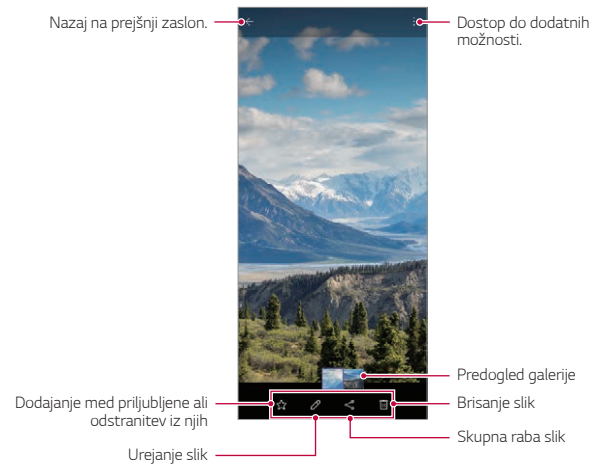 Nazaj na prejšnji zaslon.
Dostop do dodatnih
možnosti.
Predogled galerije
Dodajanje med priljubljene ali
odstranitev iz njih
Brisanje slik
Skupna raba slik
Urejanje slik